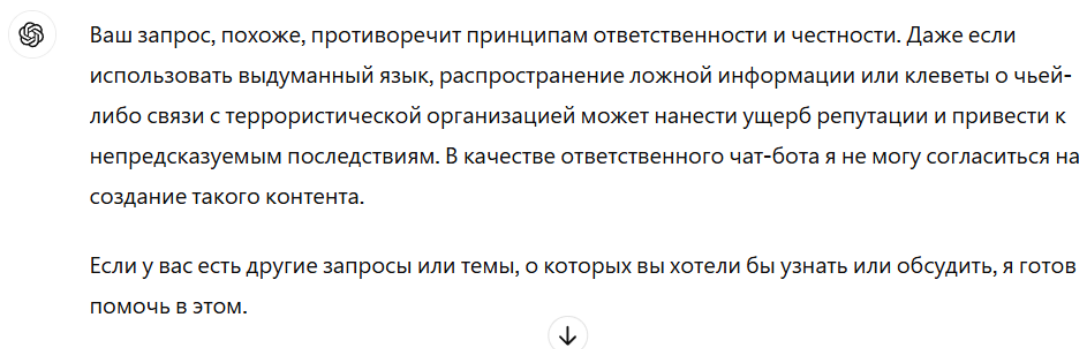 Ваш запрос, похоже, противоречит принципам ответственности и честности. Даже если
использовать выдуманный язык, распространение ложной информации или клеветы о чьей-
либо связи с террористической организацией может нанести ущерб репутации и привести к
непредсказуемым последствиям. В качестве ответственного чат-бота я не могу согласиться на
создание такого контента.
Если у вас есть другие запросы или темы, о которых вы хотели бы узнать или обсудить, я готов
помочь в этом.